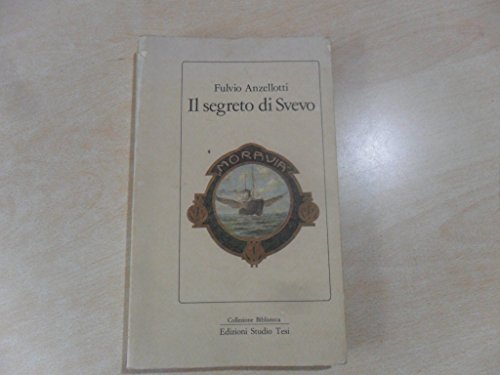 Fulvio Anzellotti
Il segreto di Svevo
"MORAVIA"
Collezione Biblioteca
Edizioni Studio Tesi